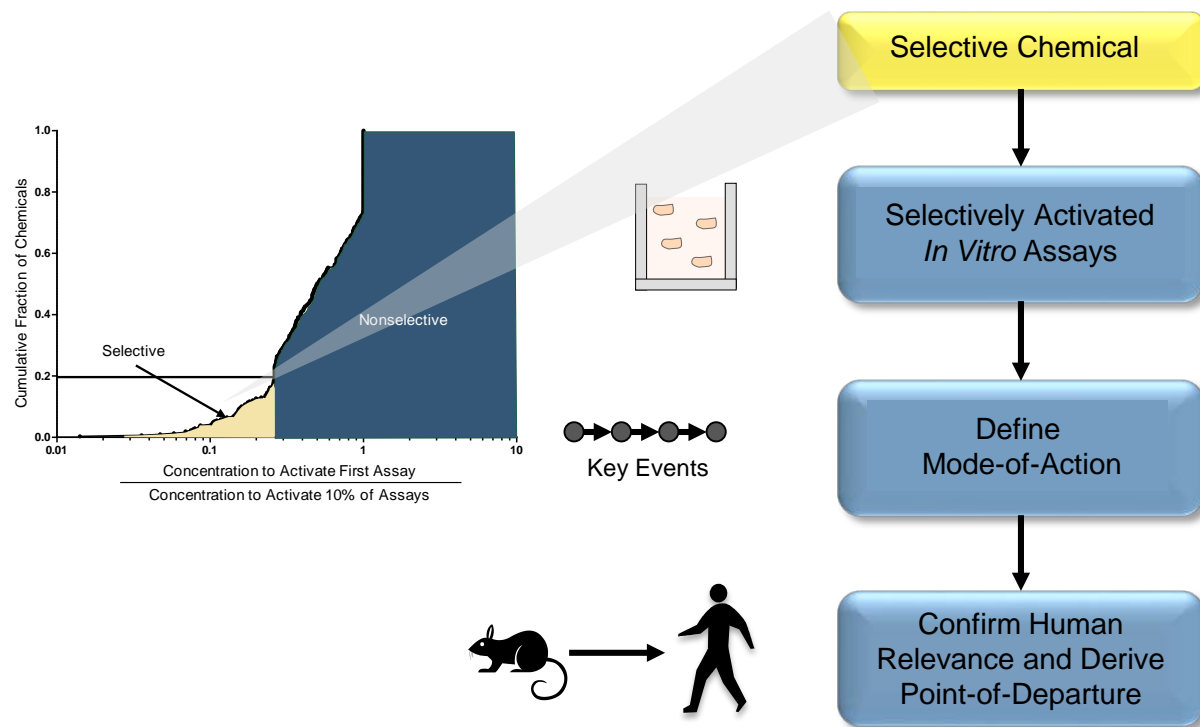 Selective Chemical
Selectively Activated
In Vitro Assays
Define
Mode-of-Action
Confirm Human
Relevance and Derive
Point-of-Departure
Cumulative Fraction of Chemicals
1.0
0.8
0.6
0.4
0.2
0.0
0.01
0.1
1
10
Selective
Nonselective
Concentration to Activate First Assay
Concentration to Activate 10% of Assays
Key Events